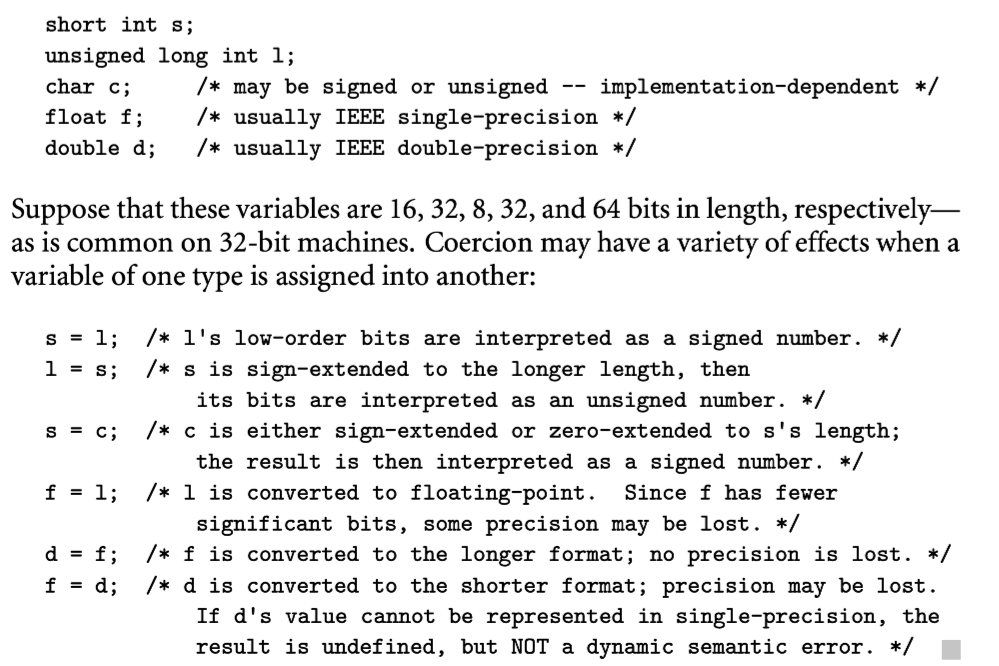 short int s;
unsigned long int l;
char c;     /* may be signed or unsigned -- implementation-dependent */
float f;    /* usually IEEE single-precision */
double d;   /* usually IEEE double-precision */
Suppose that these variables are 16, 32, 8, 32, and 64 bits in length, respectively—
as is common on 32-bit machines. Coercion may have a variety of effects when a
variable of one type is assigned into another:
s = l;  /* l's low-order bits are interpreted as a signed number. */
l = s;  /* s is sign-extended to the longer length, then
            its bits are interpreted as an unsigned number. */
s = c;  /* c is either sign-extended or zero-extended to s's length;
            the result is then interpreted as a signed number. */
f = l;  /* l is converted to floating-point.  Since f has fewer
            significant bits, some precision may be lost. */
d = f;  /* f is converted to the longer format; no precision is lost. */
f = d;  /* d is converted to the shorter format; precision may be lost.
            If d's value cannot be represented in single-precision, the
            result is undefined, but NOT a dynamic semantic error. */